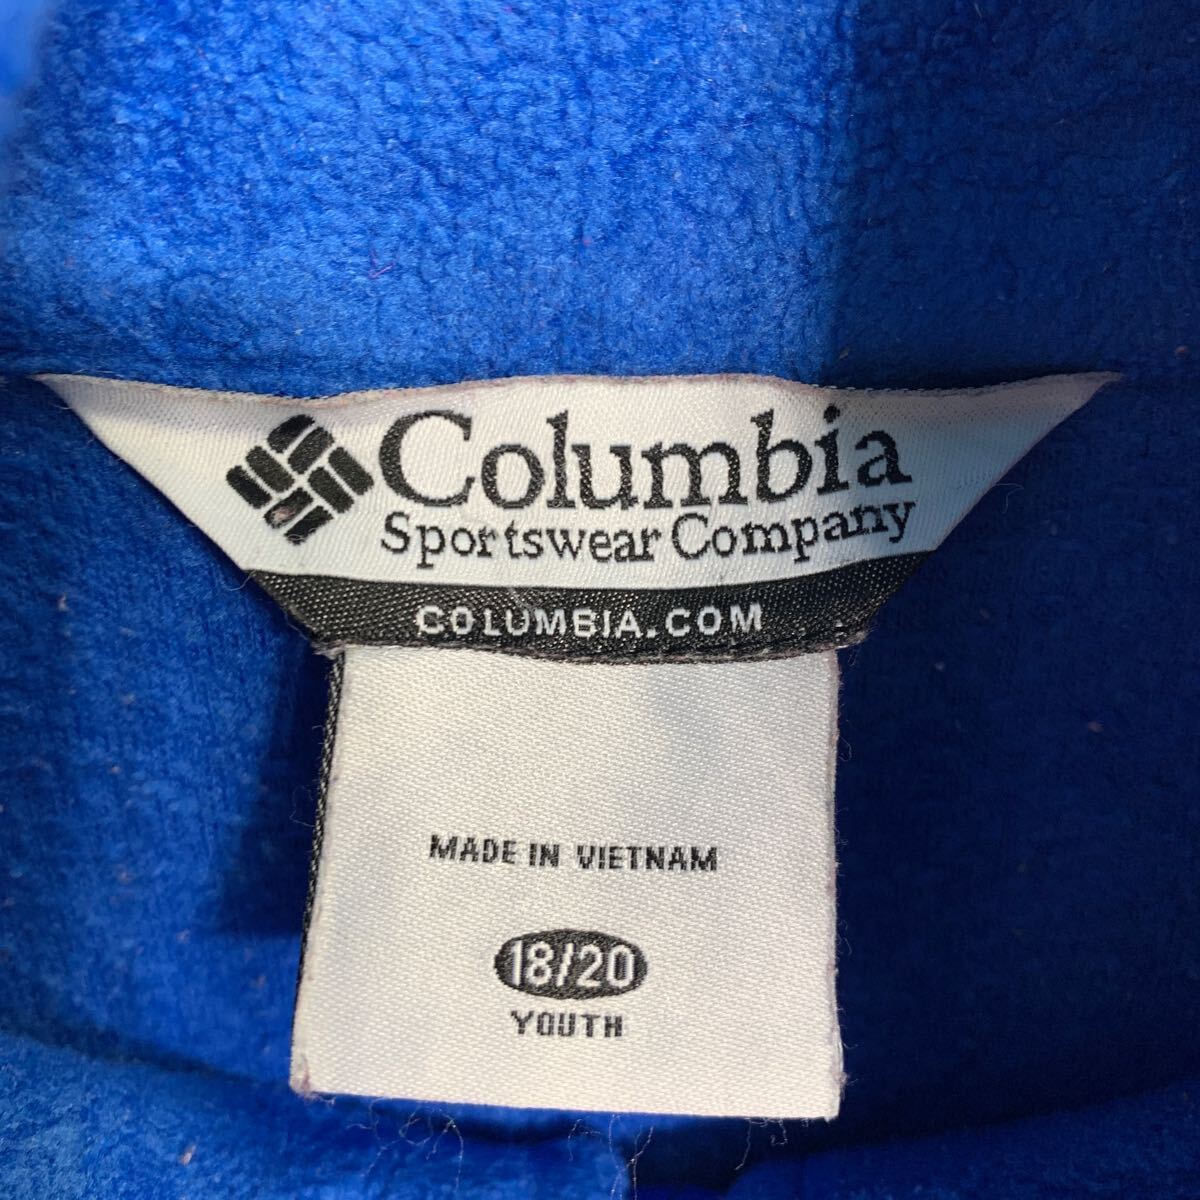 Columbia
Sportswear Company
COLUMBIA.COM
MADE IN VIETNAM
18/20
YOUTH